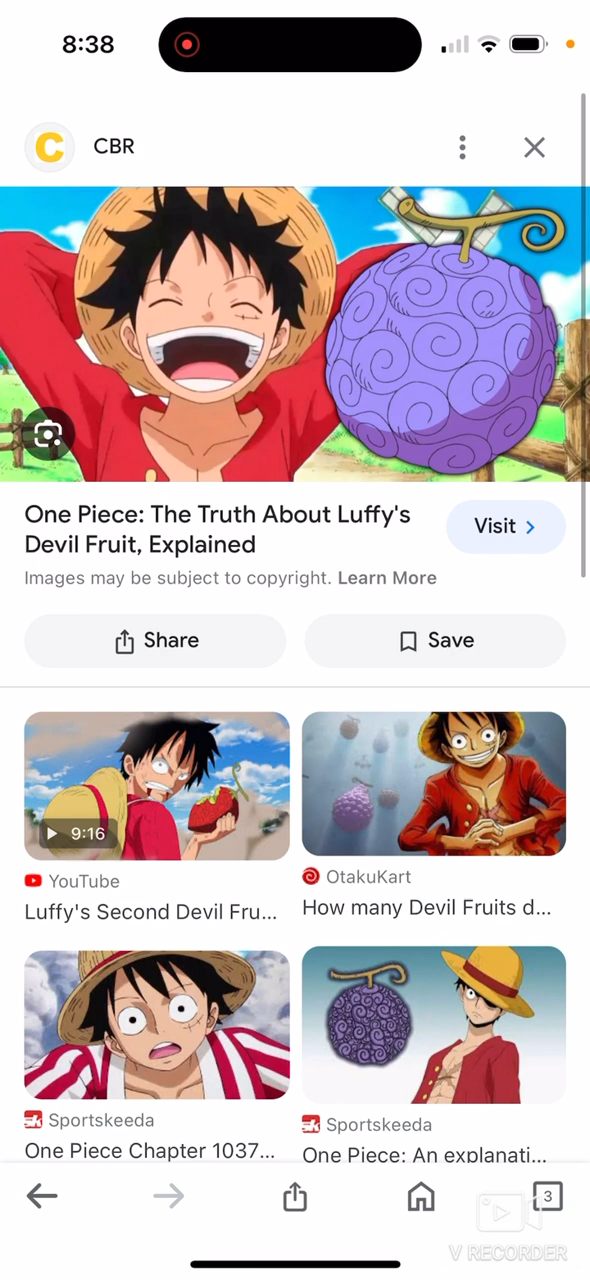 8:38
CBR
One Piece: The Truth About Luffy's
Devil Fruit, Explained
Visit
Images may be subject to copyright. Learn More
Share
Save
9:16
YouTube
Luffy's Second Devil Fru...
OtakuKart
How many Devil Fruits d...
Sportskeeda
One Piece Chapter 1037...
Sportskeeda
One Piece: An explanati...
3
V RECORDER